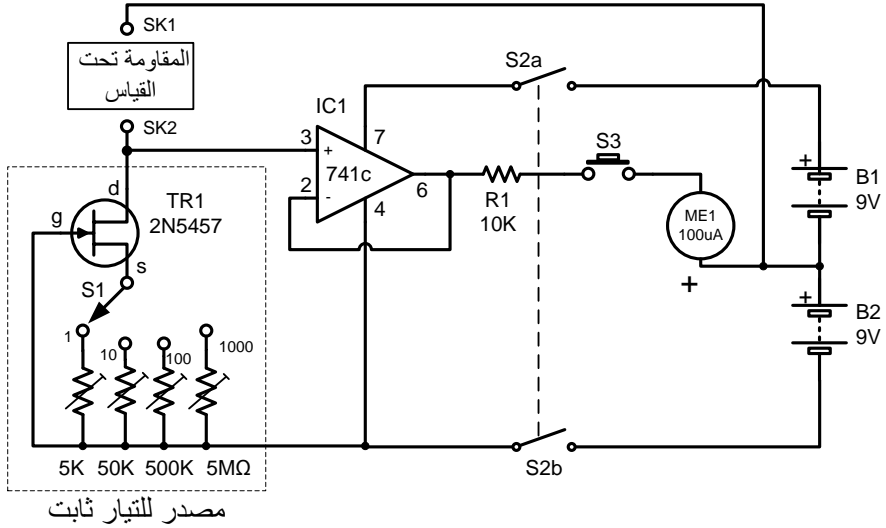 SK1
المقاومة تحت
القياس
SK2
S2a
IC1
3
+
7
741c
2
-
6
4
R1
10K
S3
ME1
100uA
+
+
B1
9V
+
B2
9V
d
TR1
2N5457
g
s
S1
1
10
100
1000
5K 50K 500K 5MΩ
S2b
مصدر للتيار ثابت